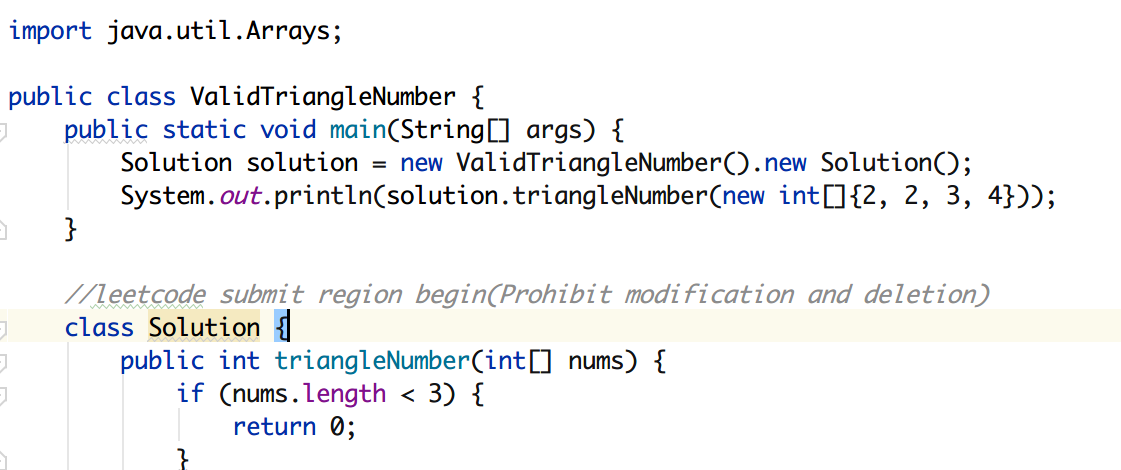 import java.util.Arrays;
public class ValidTriangleNumber {
public static void main(String[] args) {
Solution solution = new ValidTriangleNumber().new Solution();
System.out.println(solution.triangleNumber(new int[]{2, 2, 3, 4}));
}
//leetcode submit region begin(Prohibit modification and deletion)
class Solution {
public int triangleNumber(int[] nums) {
if (nums.length < 3) {
return 0;
}